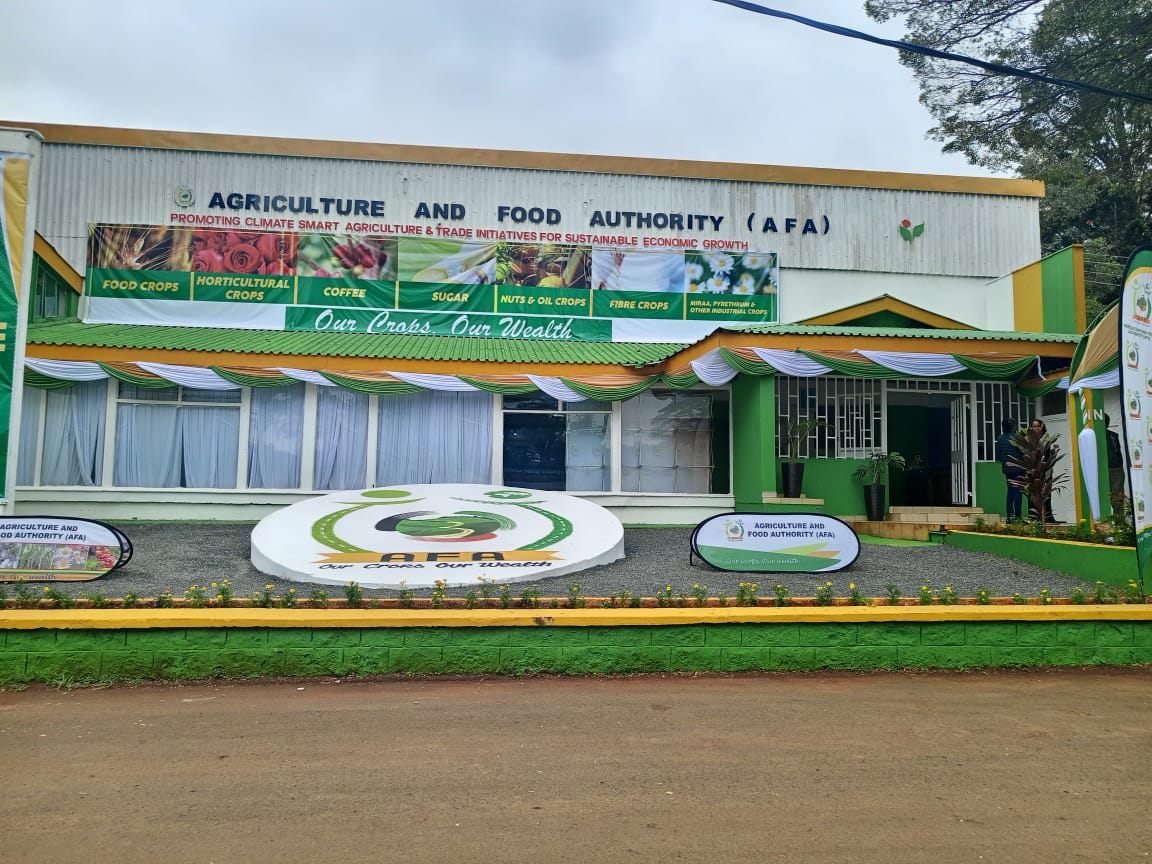 AGRICULTURE AND FOOD AUTHORITY (AFA)
PROMOTING CLIMATE SMART AGRICULTURE & TRADE INITIATIVES FOR SUSTAINABLE ECONOMIC GROWTH
FOOD CROPS
HORTICULTURAL
CROPS
COFFEE
SUGAR
NUTS & OIL CROPS
FIBRE CROPS
MIRAA, PYRETHRUM &
OTHER INDUSTRIAL CROPS
Our Crops, Our Wealth
AFA
Our Crops Our Wealth
AGRICULTURE AND
FOOD AUTHORITY (AFA)
Our crops, Our wealth
AGRICULTURE AND
FOOD AUTHORITY (AFA)
wealth
E
N